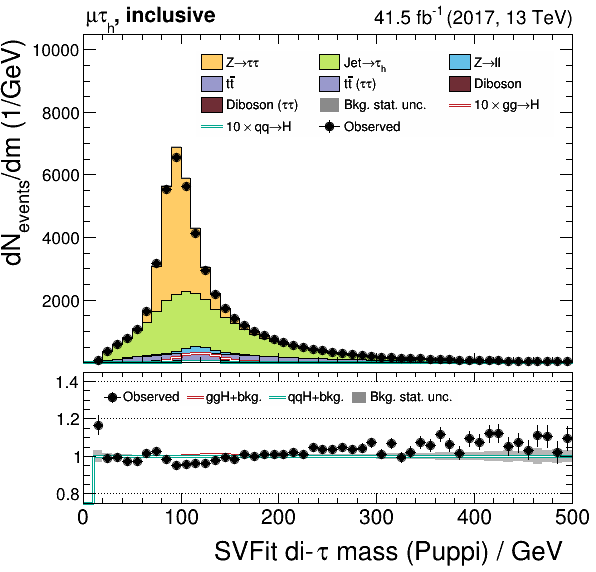 μτh, inclusive 41.5 fb⁻¹ (2017, 13 TeV)
dNevents/dm (1/GeV)
10000
8000
6000
4000
2000
Z→ττ Jet→τh Z→ll
tt̄ tt̄ (ττ) Diboson
Diboson (ττ) Bkg. stat. unc. 10 × gg→H
10 × qq→H Observed
1.4
1.2
1
0.8
Observed ggH+bkg. qqH+bkg. Bkg. stat. unc.
0 100 200 300 400 500
SVFit di-τ mass (Puppi) / GeV